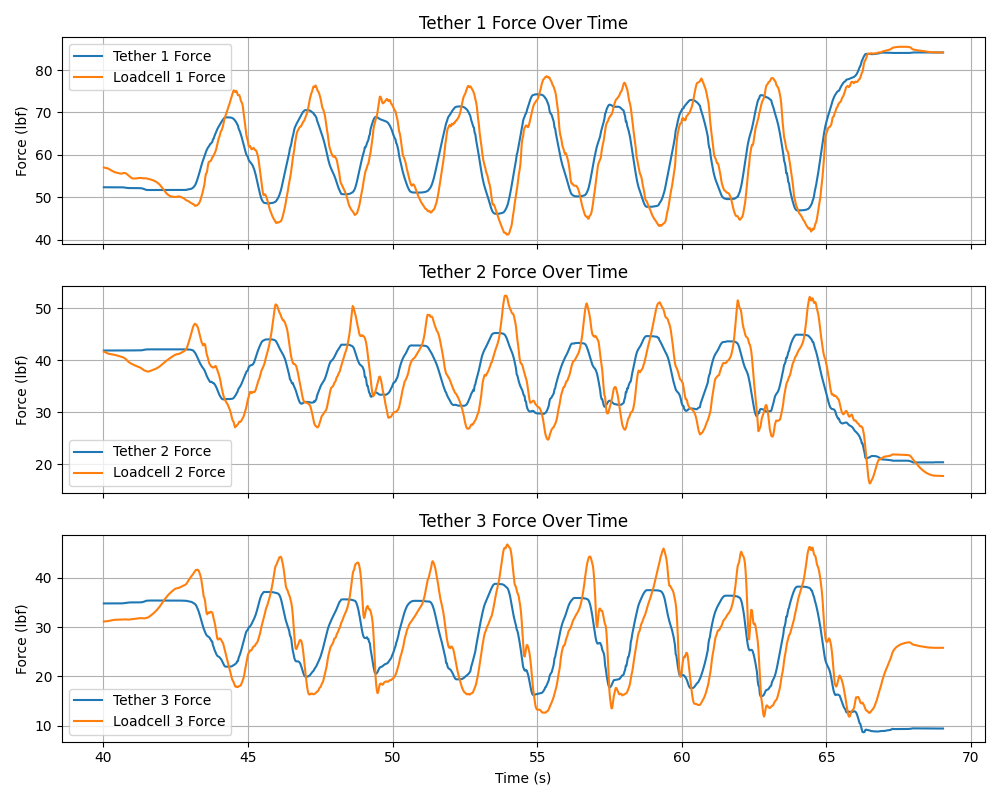 Tether 1 Force Over Time
Force (lbf)
80
70
60
50
40
Tether 1 Force
Loadcell 1 Force
Tether 2 Force Over Time
Force (lbf)
50
40
30
20
Tether 2 Force
Loadcell 2 Force
Tether 3 Force Over Time
Force (lbf)
40
30
20
10
Tether 3 Force
Loadcell 3 Force
40 45 50 55 60 65 70
Time (s)